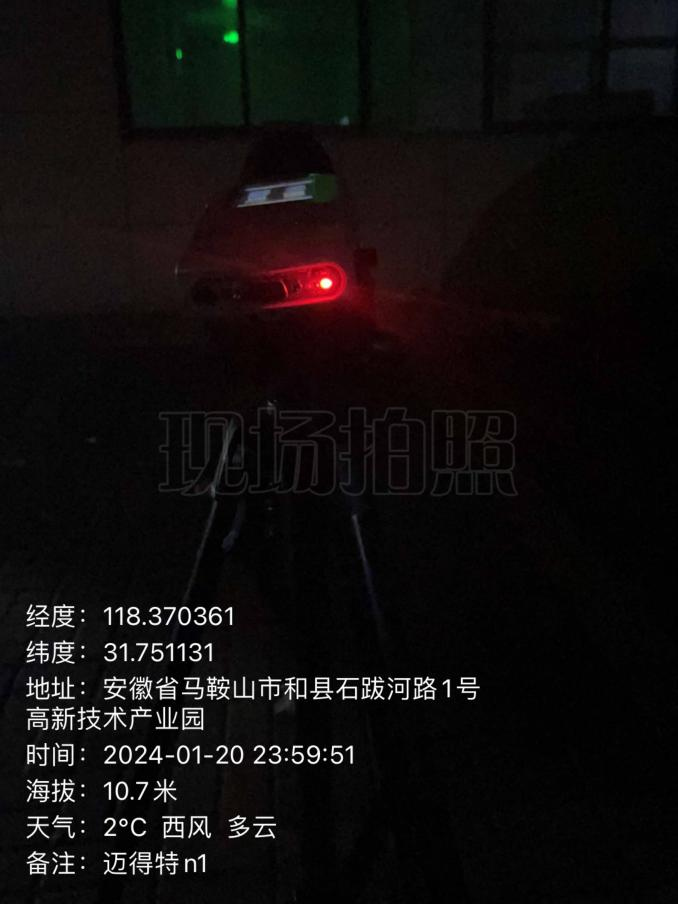 现场拍照
经度：118.370361
纬度：31.751131
地址：安徽省马鞍山市和县石跋河路1号
高新技术产业园
时间：2024-01-20 23:59:51
海拔：10.7米
天气：2°C 西风 多云
备注：迈得特n1